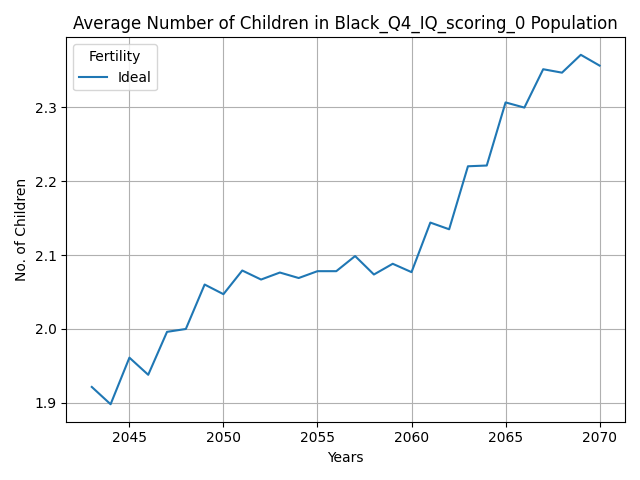 Average Number of Children in Black_Q4_IQ_scoring_0 Population
Fertility
Ideal
No. of Children
2.3
2.2
2.1
2.0
1.9
2045 2050 2055 2060 2065 2070
Years